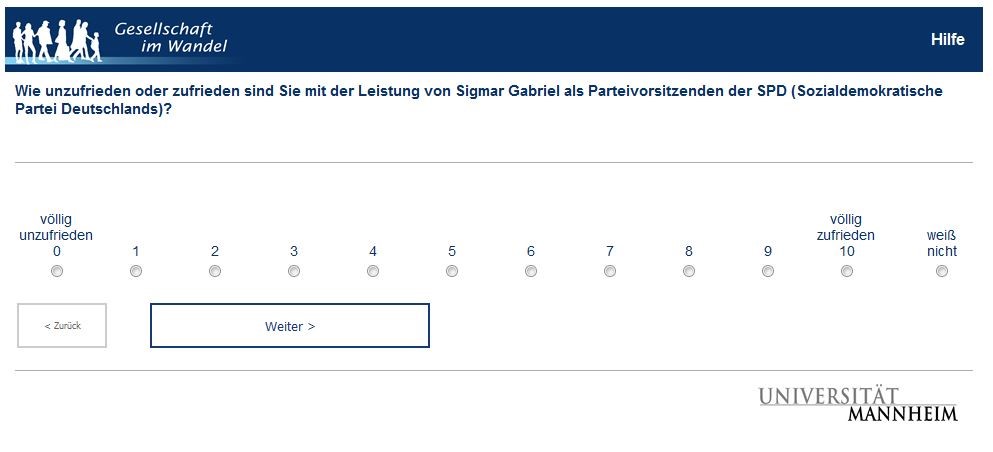 Gesellschaft
im Wandel
Hilfe
Wie unzufrieden oder zufrieden sind Sie mit der Leistung von Sigmar Gabriel als Parteivorsitzenden der SPD (Sozialdemokratische
Partei Deutschlands)?
völlig
unzufrieden
0
1
2
3
4
5
6
7
8
9
völlig
zufrieden
10
weiß
nicht
< Zurück
Weiter >
UNIVERSITÄT
MANNHEIM